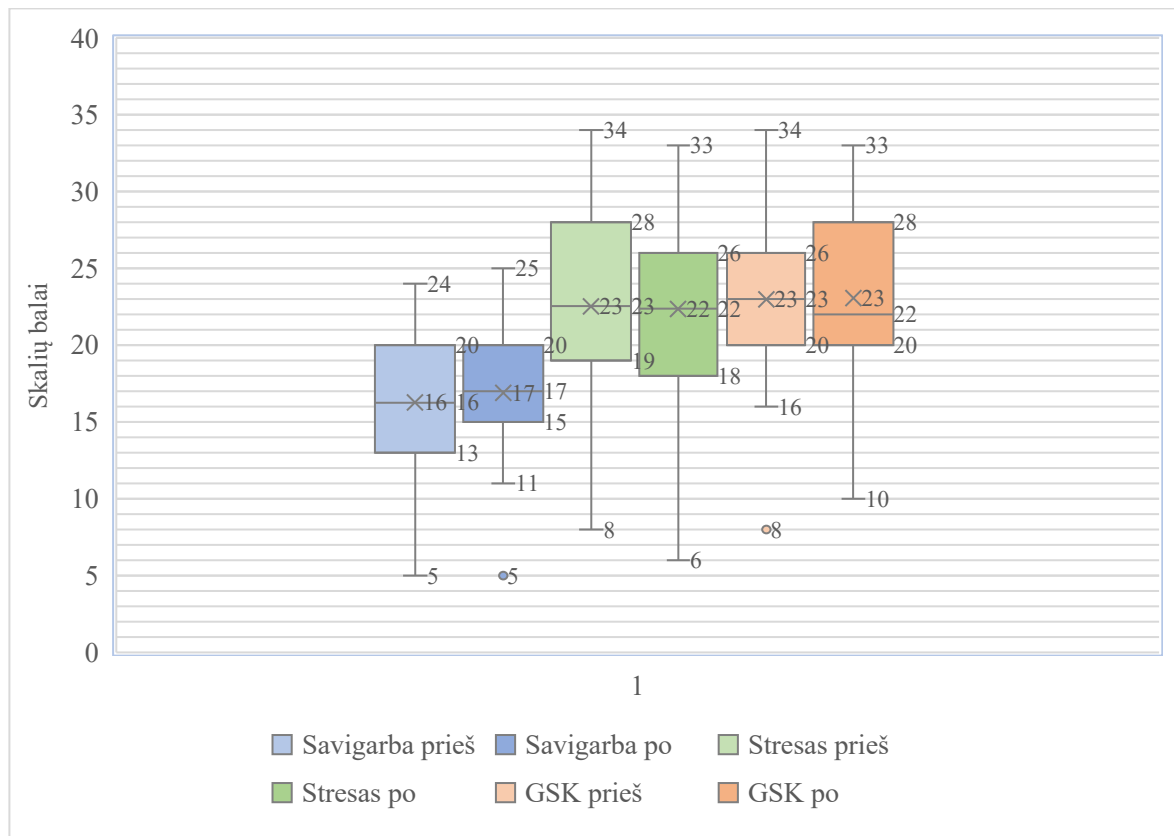 40
35
30
25
20
15
10
5
0
Skalių balai
34 33 34 33
28 26 26 28
24 25 23 23 22 22 23 23 23 22
20 20 19 18 20 20
16 16 17 17 16
13 15
11 10
5 5 8 6 8
1
Savigarba prieš Savigarba po Stresas prieš
Stresas po GSK prieš GSK po